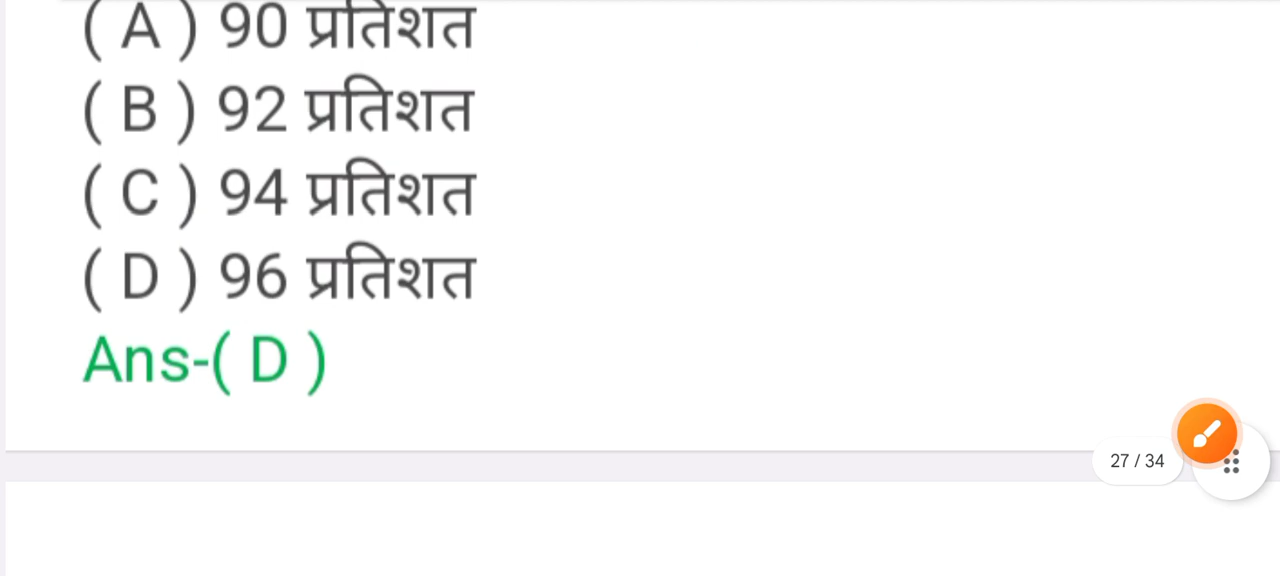 ( A ) 90 प्रतिशत
( B ) 92 प्रतिशत
( C ) 94 प्रतिशत
( D ) 96 प्रतिशत
Ans-( D )
27 / 34